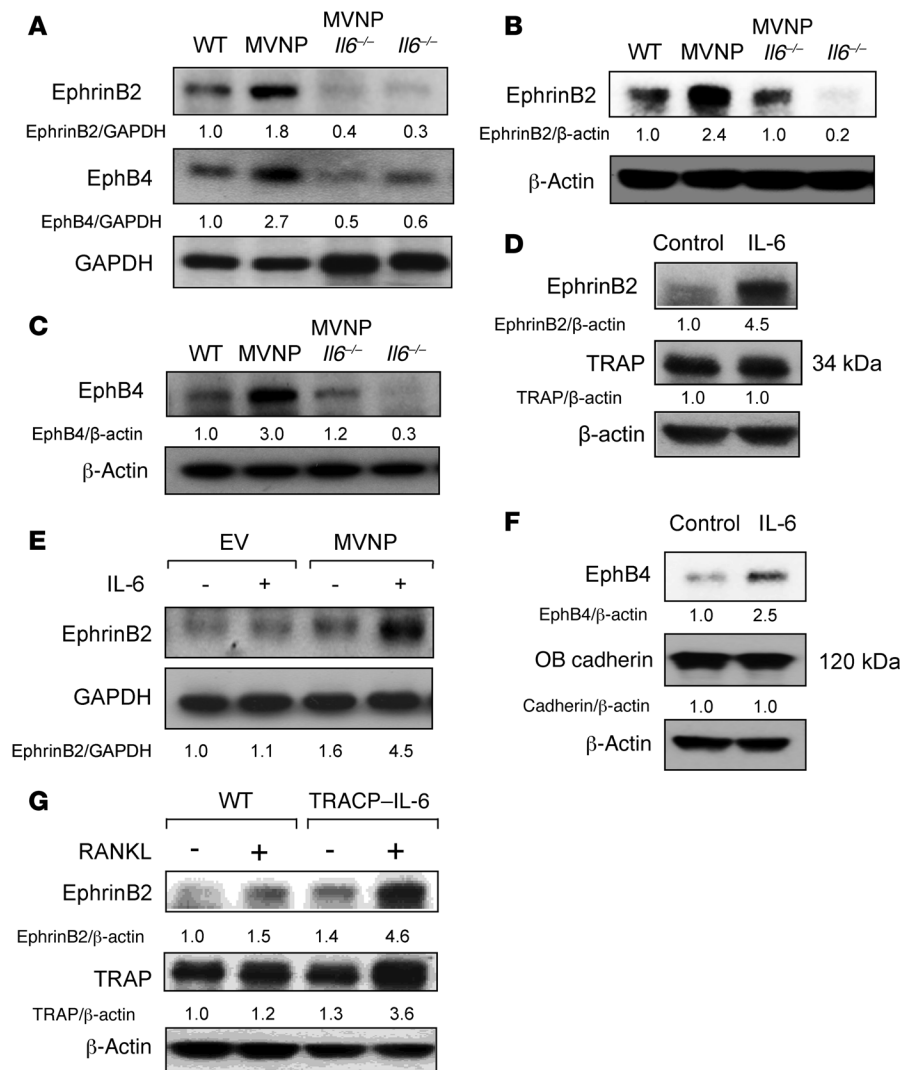 A
WT MVNP MVNP Il6–/– Il6–/–
EphrinB2
EphrinB2/GAPDH 1.0 1.8 0.4 0.3
EphB4
EphB4/GAPDH 1.0 2.7 0.5 0.6
GAPDH
B
WT MVNP MVNP Il6–/– Il6–/–
EphrinB2
EphrinB2/β-actin 1.0 2.4 1.0 0.2
β-Actin
C
WT MVNP MVNP Il6–/– Il6–/–
EphB4
EphB4/β-actin 1.0 3.0 1.2 0.3
β-Actin
D
Control IL-6
EphrinB2
EphrinB2/β-actin 1.0 4.5
TRAP 34 kDa
TRAP/β-actin 1.0 1.0
β-actin
E
EV MVNP
IL-6 - + - +
EphrinB2
GAPDH
EphrinB2/GAPDH 1.0 1.1 1.6 4.5
F
Control IL-6
EphB4
EphB4/β-actin 1.0 2.5
OB cadherin 120 kDa
Cadherin/β-actin 1.0 1.0
β-Actin
G
WT TRACP–IL-6
RANKL - + - +
EphrinB2
EphrinB2/β-actin 1.0 1.5 1.4 4.6
TRAP
TRAP/β-actin 1.0 1.2 1.3 3.6
β-Actin